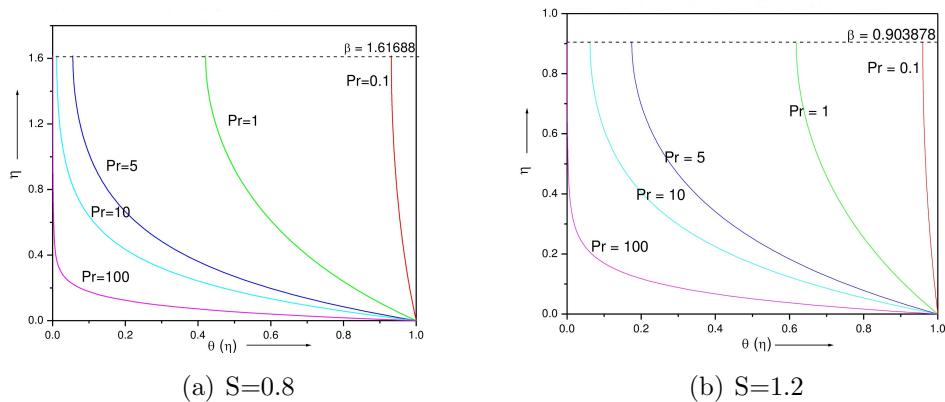 β = 1.61688
1.6
Pr=0.1
Pr=1
1.2
η
Pr=5
0.8
Pr=10
0.4
Pr=100
0.0
0.0 0.2 0.4 0.6 0.8 1.0
θ (η)
(a) S=0.8
1.0
β = 0.903878
0.8
Pr = 0.1
Pr = 1
0.6
η
Pr = 5
0.4
Pr = 10
Pr = 100
0.2
0.0
0.0 0.2 0.4 0.6 0.8 1.0
θ (η)
(b) S=1.2